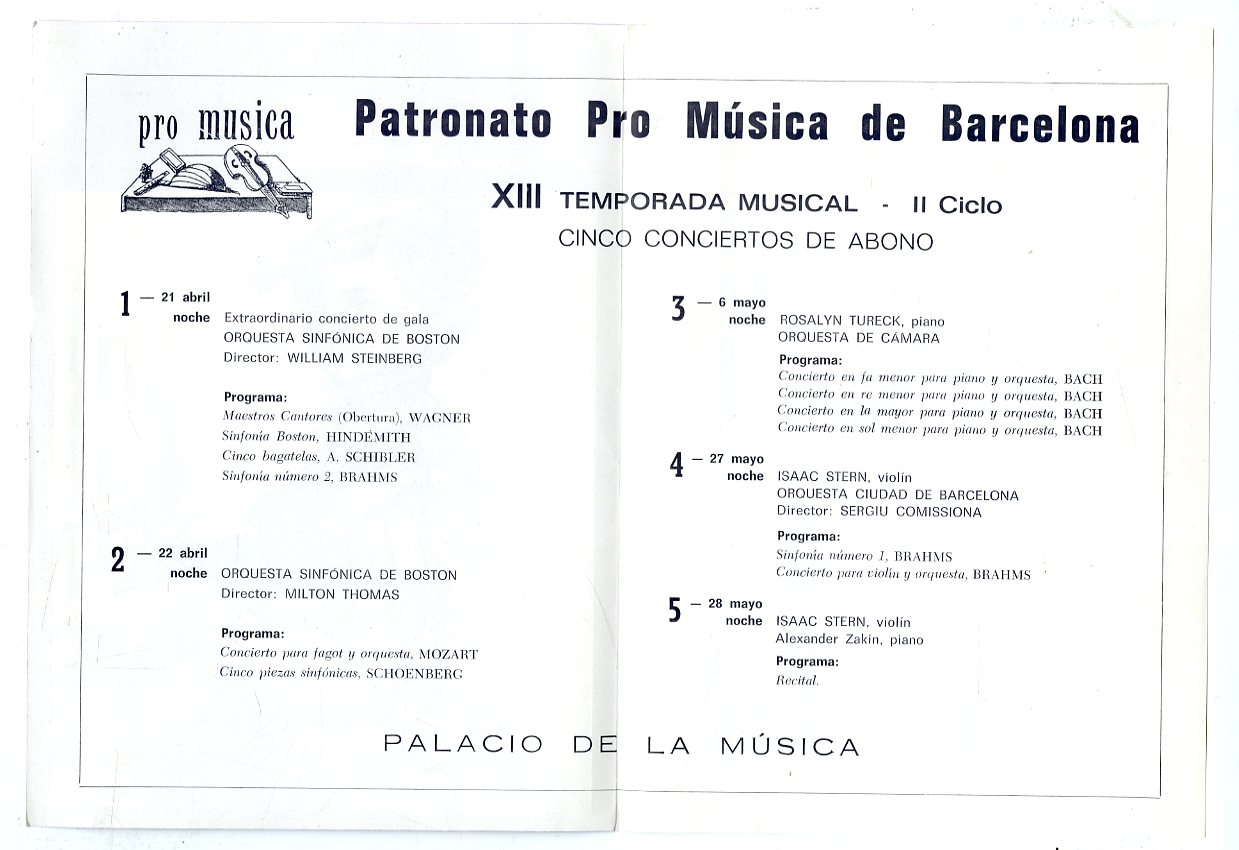 pro musica
Patronato Pro Música de Barcelona
XIII TEMPORADA MUSICAL - II Ciclo
CINCO CONCIERTOS DE ABONO
1 — 21 abril
noche Extraordinario concierto de gala
ORQUESTA SINFÓNICA DE BOSTON
Director: WILLIAM STEINBERG
Programa:
Maestros Cantores (Obertura), WAGNER
Sinfonía Boston, HINDEMITH
Cinco bagatelas, A. SCHIBLER
Sinfonía número 2, BRAHMS
2 — 22 abril
noche ORQUESTA SINFÓNICA DE BOSTON
Director: MILTON THOMAS
Programa:
Concierto para fagot y orquesta, MOZART
Cinco piezas sinfónicas, SCHOENBERG
3 — 6 mayo
noche ROSALYN TURECK, piano
ORQUESTA DE CÁMARA
Programa:
Concierto en fa menor para piano y orquesta, BACH
Concierto en re menor para piano y orquesta, BACH
Concierto en la mayor para piano y orquesta, BACH
Concierto en sol menor para piano y orquesta, BACH
4 — 27 mayo
noche ISAAC STERN, violín
ORQUESTA CIUDAD DE BARCELONA
Director: SERGIU COMISSIONA
Programa:
Sinfonía número 1, BRAHMS
Concierto para violín y orquesta, BRAHMS
5 — 28 mayo
noche ISAAC STERN, violín
Alexander Zakin, piano
Programa:
Recital.
PALACIO DE LA MÚSICA